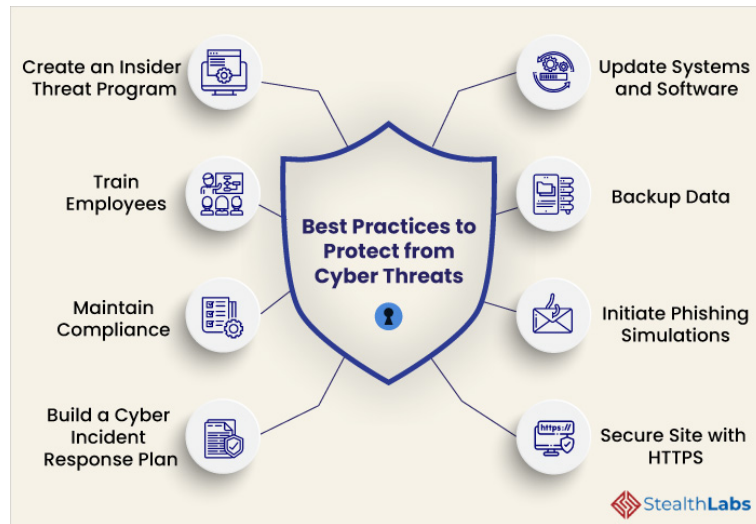 Create an Insider
Threat Program
Train
Employees
Maintain
Compliance
Build a Cyber
Incident
Response Plan
Best Practices to
Protect from
Cyber Threats
Update Systems
and Software
Backup Data
Initiate Phishing
Simulations
https://
Secure Site with
HTTPS
StealthLabs